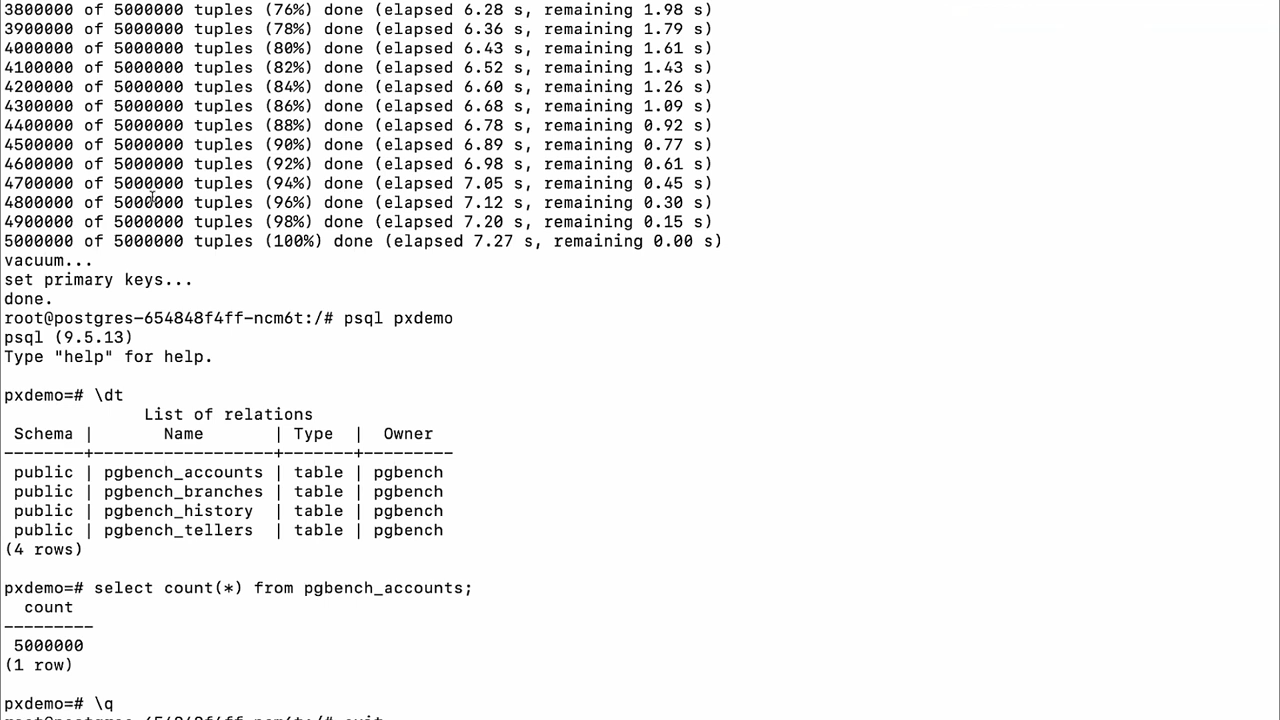 3800000 of 5000000 tuples (76%) done (elapsed 6.28 s, remaining 1.98 s)
3900000 of 5000000 tuples (78%) done (elapsed 6.36 s, remaining 1.79 s)
4000000 of 5000000 tuples (80%) done (elapsed 6.43 s, remaining 1.61 s)
4100000 of 5000000 tuples (82%) done (elapsed 6.52 s, remaining 1.43 s)
4200000 of 5000000 tuples (84%) done (elapsed 6.60 s, remaining 1.26 s)
4300000 of 5000000 tuples (86%) done (elapsed 6.68 s, remaining 1.09 s)
4400000 of 5000000 tuples (88%) done (elapsed 6.78 s, remaining 0.92 s)
4500000 of 5000000 tuples (90%) done (elapsed 6.89 s, remaining 0.77 s)
4600000 of 5000000 tuples (92%) done (elapsed 6.98 s, remaining 0.61 s)
4700000 of 5000000 tuples (94%) done (elapsed 7.05 s, remaining 0.45 s)
4800000 of 5000000 tuples (96%) done (elapsed 7.12 s, remaining 0.30 s)
4900000 of 5000000 tuples (98%) done (elapsed 7.20 s, remaining 0.15 s)
5000000 of 5000000 tuples (100%) done (elapsed 7.27 s, remaining 0.00 s)
vacuum...
set primary keys...
done.
root@postgres-654848f4ff-ncm6t:/# psql pxdemo
psql (9.5.13)
Type "help" for help.
pxdemo=# \dt
List of relations
Schema | Name | Type | Owner
--------+------------------+-------+---------
public | pgbench_accounts | table | pgbench
public | pgbench_branches | table | pgbench
public | pgbench_history | table | pgbench
public | pgbench_tellers | table | pgbench
(4 rows)
pxdemo=# select count(*) from pgbench_accounts;
count
---------
5000000
(1 row)
pxdemo=# \q
root@postgres-654848f4ff-ncm6t:/# exit